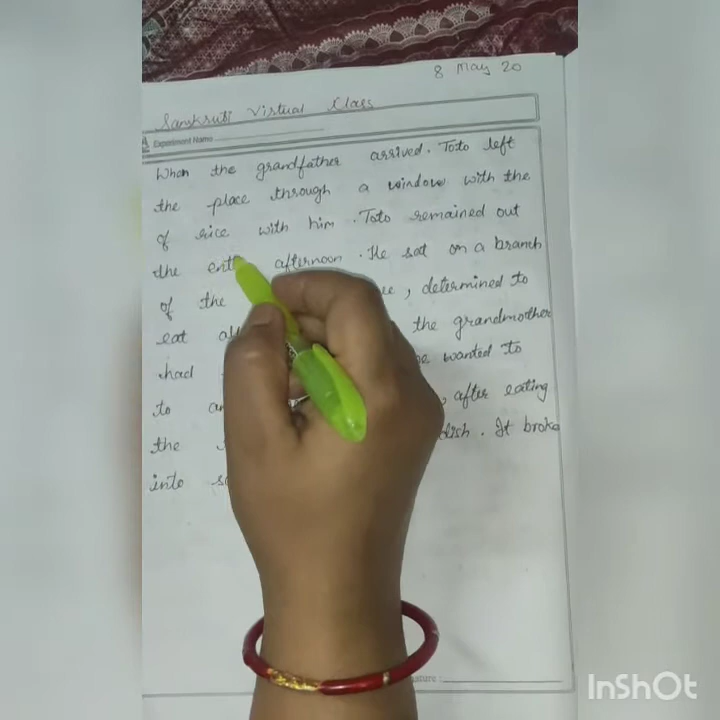 8 May 20
Sanskruti Virtual Class
Experiment Name
When the grandfather arrived. Toto left
the place through a window with the
of rice with him. Toto remained out
the afternoon. He sat on a branch
of the , determined to
eat the grandmother
had wanted to
to , after eating
the dish. It broke
into
InShOt